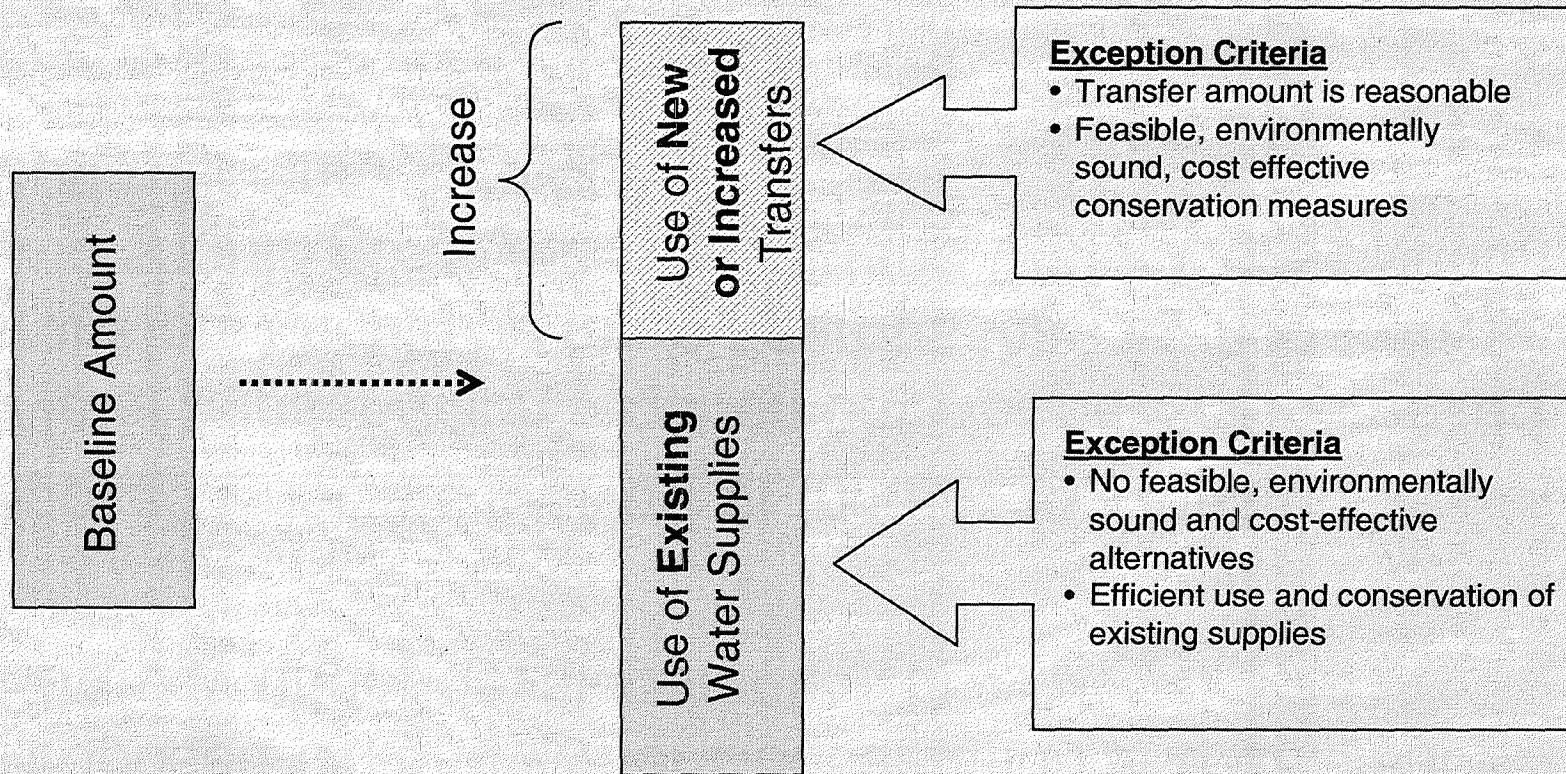 Baseline Amount
Increase
Use of New
or Increased
Transfers
Use of Existing
Water Supplies
Exception Criteria
• Transfer amount is reasonable
• Feasible, environmentally
sound, cost effective
conservation measures
Exception Criteria
• No feasible, environmentally
sound and cost-effective
alternatives
• Efficient use and conservation of
existing supplies